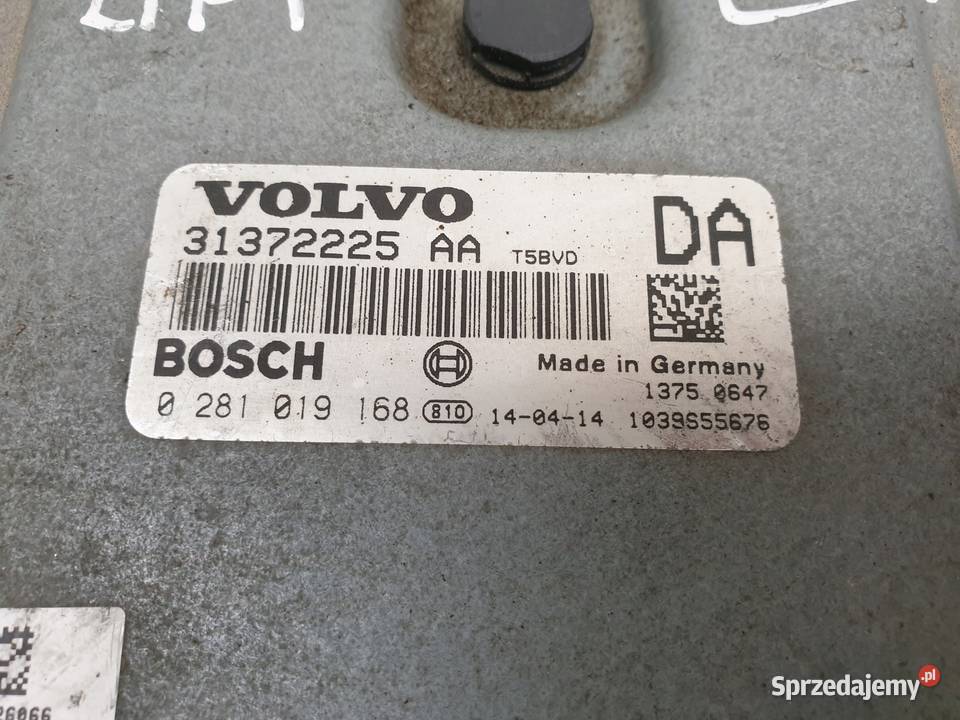 VOLVO
31372225 AA T5BVD DA
BOSCH Made in Germany
1375 0647
0 281 019 168 810 14-04-14 1039S55676
26066
Sprzedajemy.pl